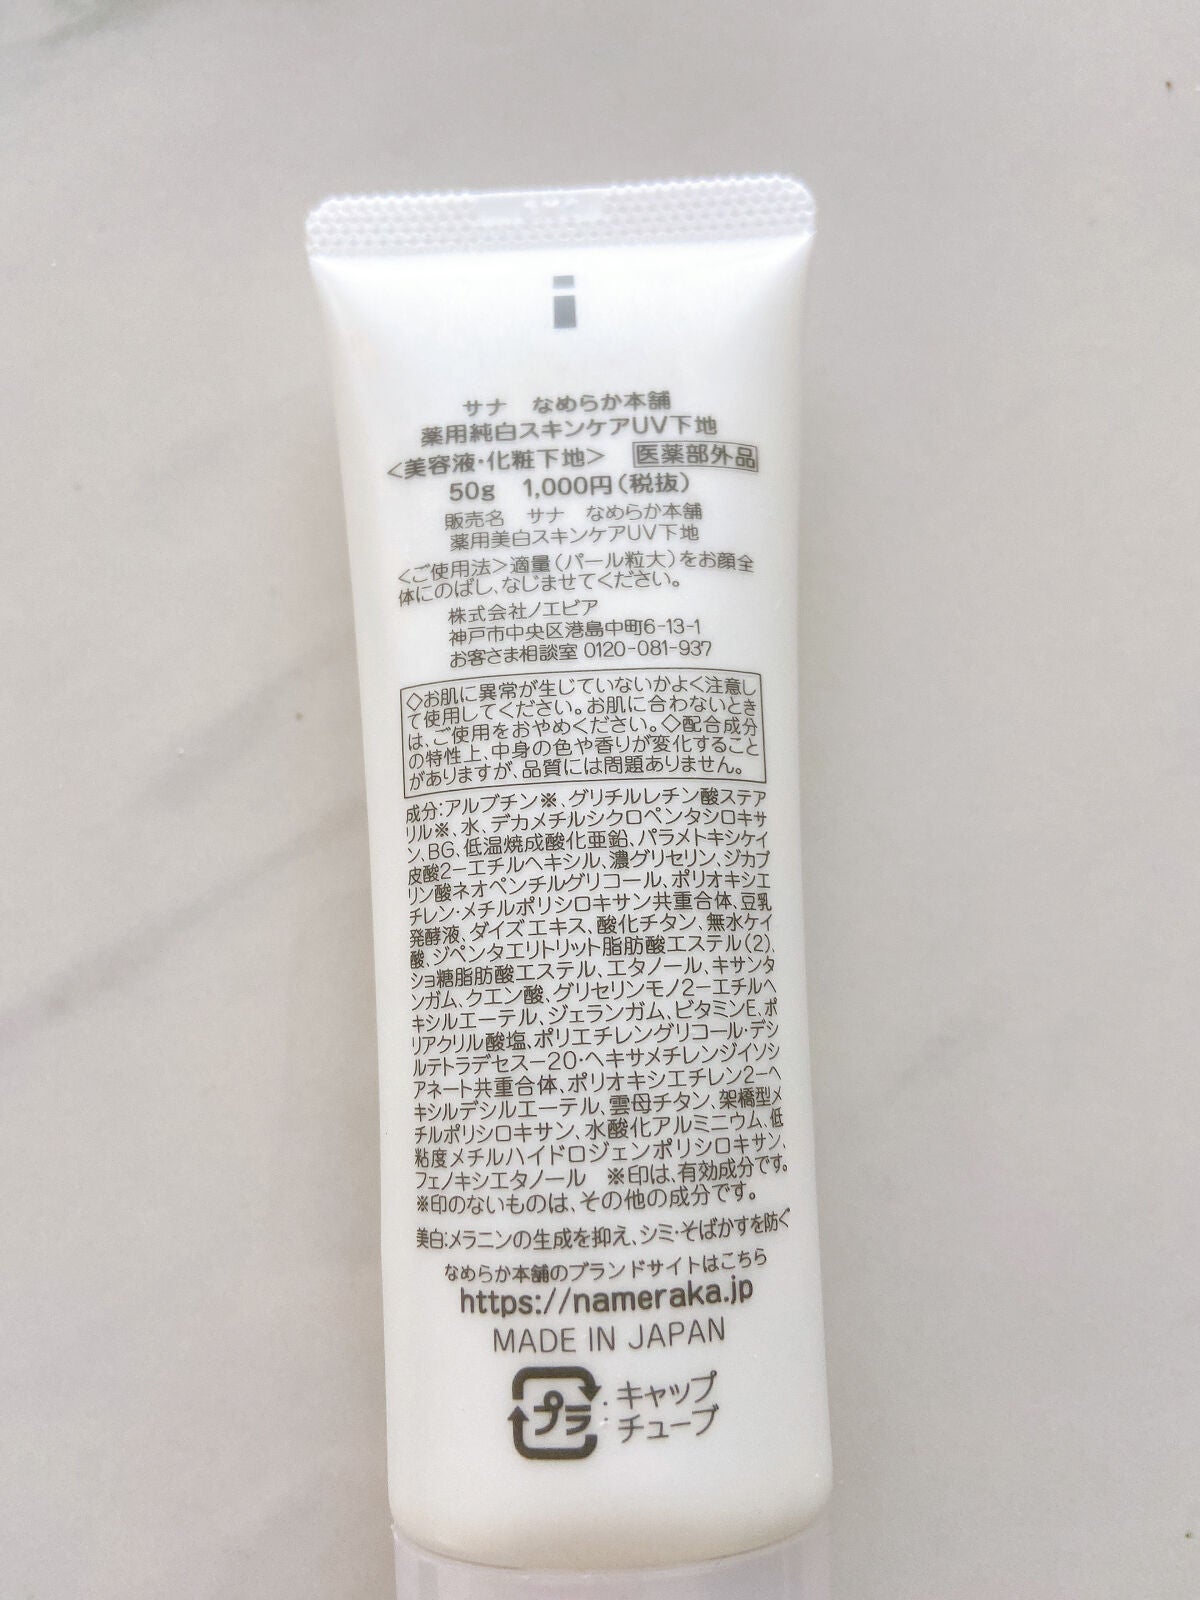 サナ　なめらか本舗
薬用純白スキンケアUV下地
<美容液・化粧下地>　医薬部外品
50g　1,000円(税抜)
販売名　サナ　なめらか本舗
薬用美白スキンケアUV下地
<ご使用法>適量(パール粒大)をお顔全
体にのばし、なじませてください。
株式会社ノエビア
神戸市中央区港島中町6-13-1
お客さま相談室 0120-081-937
◇お肌に異常が生じていないかよく注意し
て使用してください。お肌に合わないとき
は、ご使用をおやめください。◇配合成分
の特性上、中身の色や香りが変化すること
がありますが、品質には問題ありません。
成分:アルブチン※、グリチルレチン酸ステア
リル※、水、デカメチルシクロペンタシロキサ
ン、BG、低温焼成酸化亜鉛、パラメトキシケイ
皮酸2-エチルヘキシル、濃グリセリン、ジカプ
リン酸ネオペンチルグリコール、ポリオキシエ
チレン・メチルポリシロキサン共重合体、豆乳
発酵液、ダイズエキス、酸化チタン、無水ケイ
酸、ジペンタエリトリット脂肪酸エステル(2)、
ショ糖脂肪酸エステル、エタノール、キサンタ
ンガム、クエン酸、グリセリンモノ2-エチルヘ
キシルエーテル、ジェランガム、ビタミンE、ポ
リアクリル酸塩、ポリエチレングリコール・デシ
ルテトラデセス-20・ヘキサメチレンジイソシ
アネート共重合体、ポリオキシエチレン2-ヘ
キシルデシルエーテル、雲母チタン、架橋型メ
チルポリシロキサン、水酸化アルミニウム、低
粘度メチルハイドロジェンポリシロキサン、
フェノキシエタノール　※印は、有効成分です。
※印のないものは、その他の成分です。
美白:メラニンの生成を抑え、シミ・そばかすを防ぐ
なめらか本舗のブランドサイトはこちら
https://nameraka.jp
MADE IN JAPAN
プラ : キャップ
: チューブ